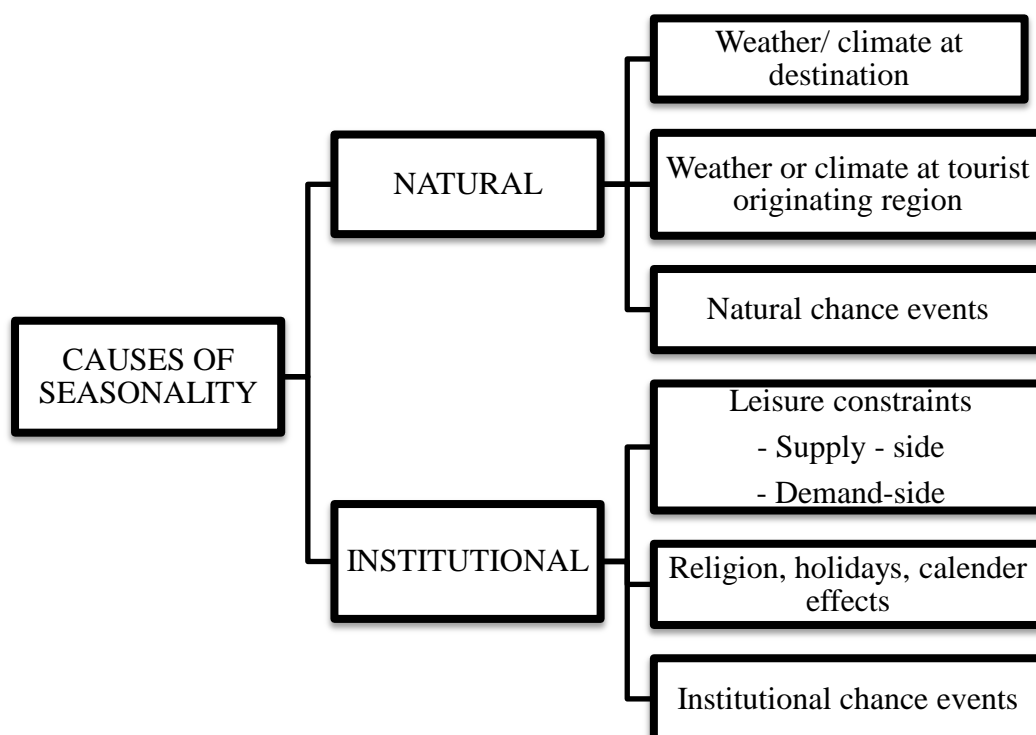 CAUSES OF
SEASONALITY
NATURAL
Weather/ climate at
destination
Weather or climate at tourist
originating region
Natural chance events
INSTITUTIONAL
Leisure constraints
- Supply - side
- Demand-side
Religion, holidays, calender
effects
Institutional chance events